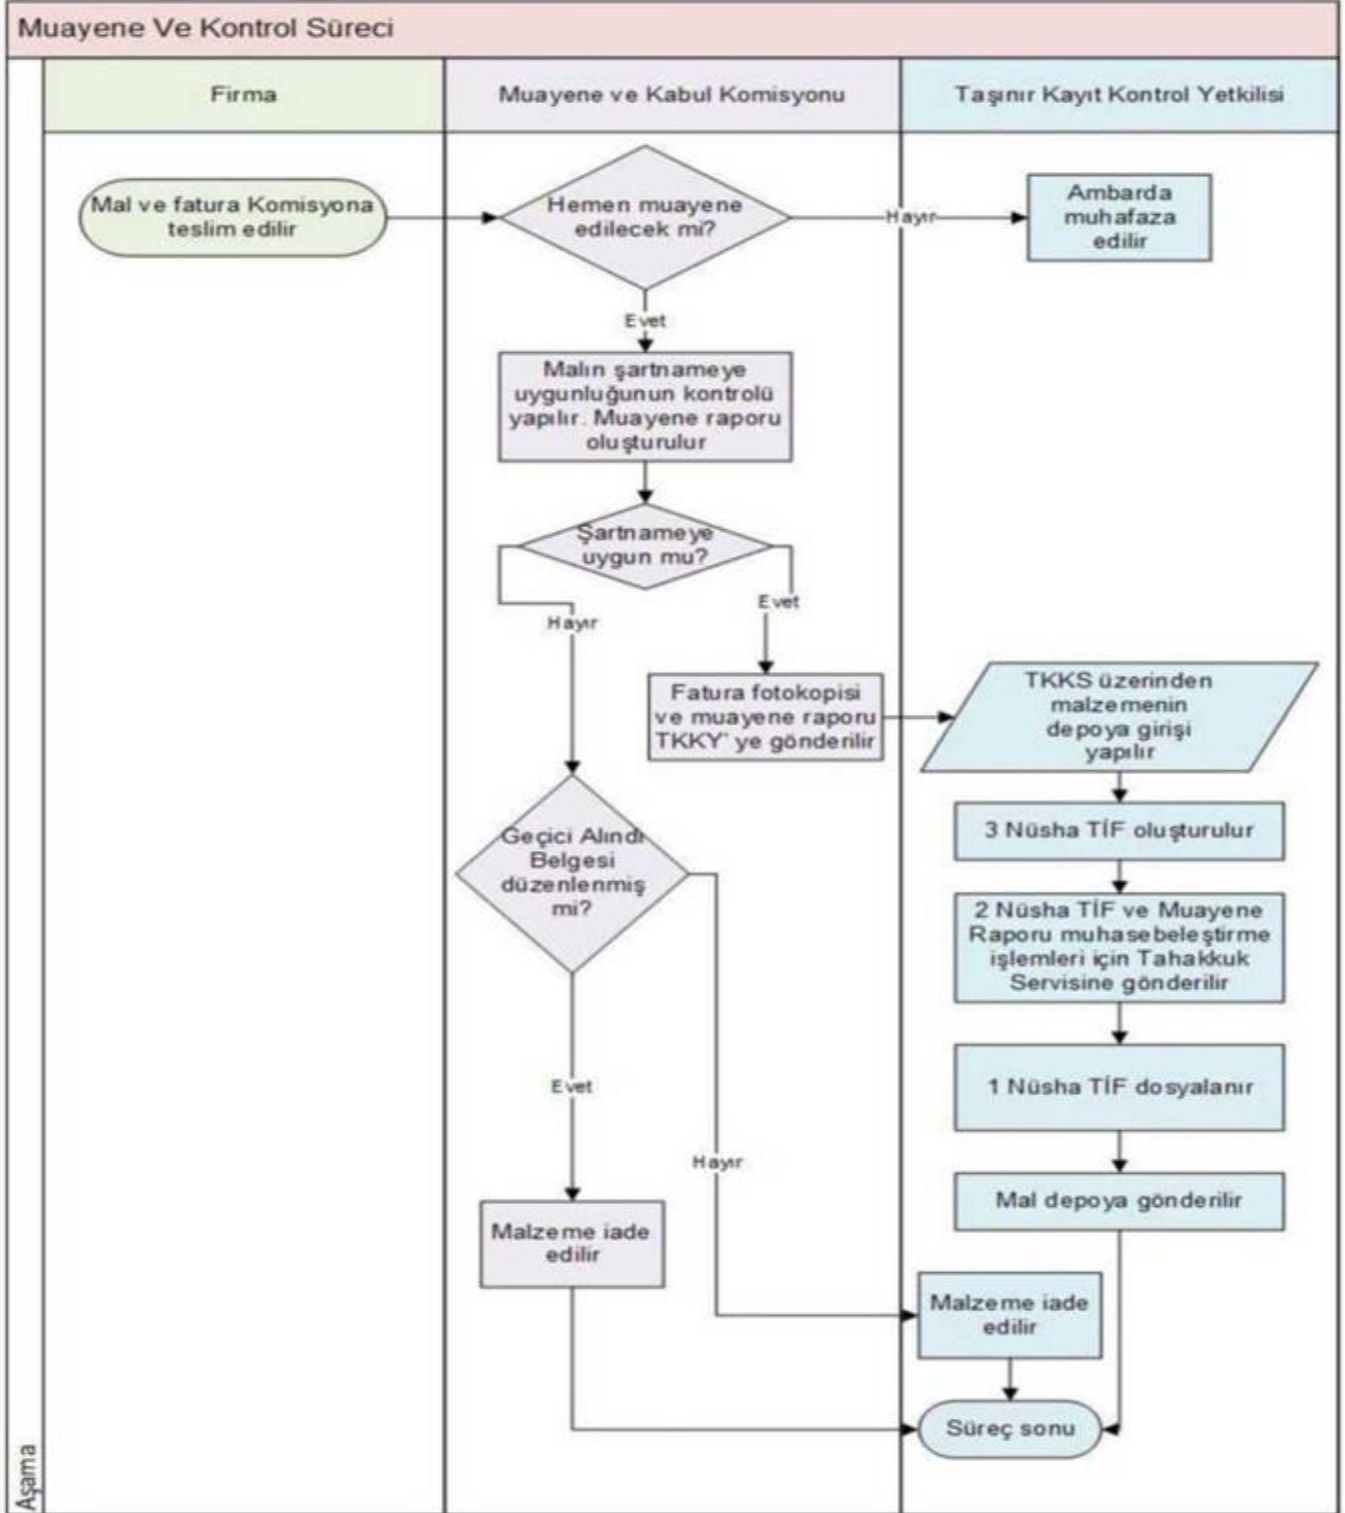 Muayene Ve Kontrol Süreci
Firma
Muayene ve Kabul Komisyonu
Taşınır Kayıt Kontrol Yetkilisi
Mal ve fatura Komisyona
teslim edilir
Hemen muayene
edilecek mi?
Hayır
Ambarda
muhafaza
edilir
Evet
Malın şartnameye
uygunluğunun kontrolü
yapılır. Muayene raporu
oluşturulur
Şartnameye
uygun mu?
Evet
Hayır
Fatura fotokopisi
ve muayene raporu
TKKY' ye gönderilir
TKKS üzerinden
malzemenin
depoya girişi
yapılır
3 Nüsha TİF oluşturulur
Geçici Alındı
Belgesi
düzenlenmiş
mi?
2 Nüsha TİF ve Muayene
Raporu muhasebeleştirme
işlemleri için Tahakkuk
Servisine gönderilir
Evet
1 Nüsha TİF dosyalanır
Hayır
Mal depoya gönderilir
Malzeme iade
edilir
Malzeme iade
edilir
Süreç sonu
Aşama